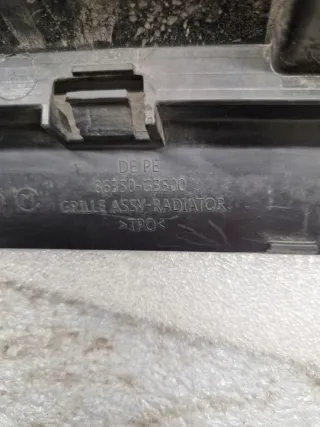 DE PE
86350-G3500
GRILLE ASSY-RADIATOR
>TPO<